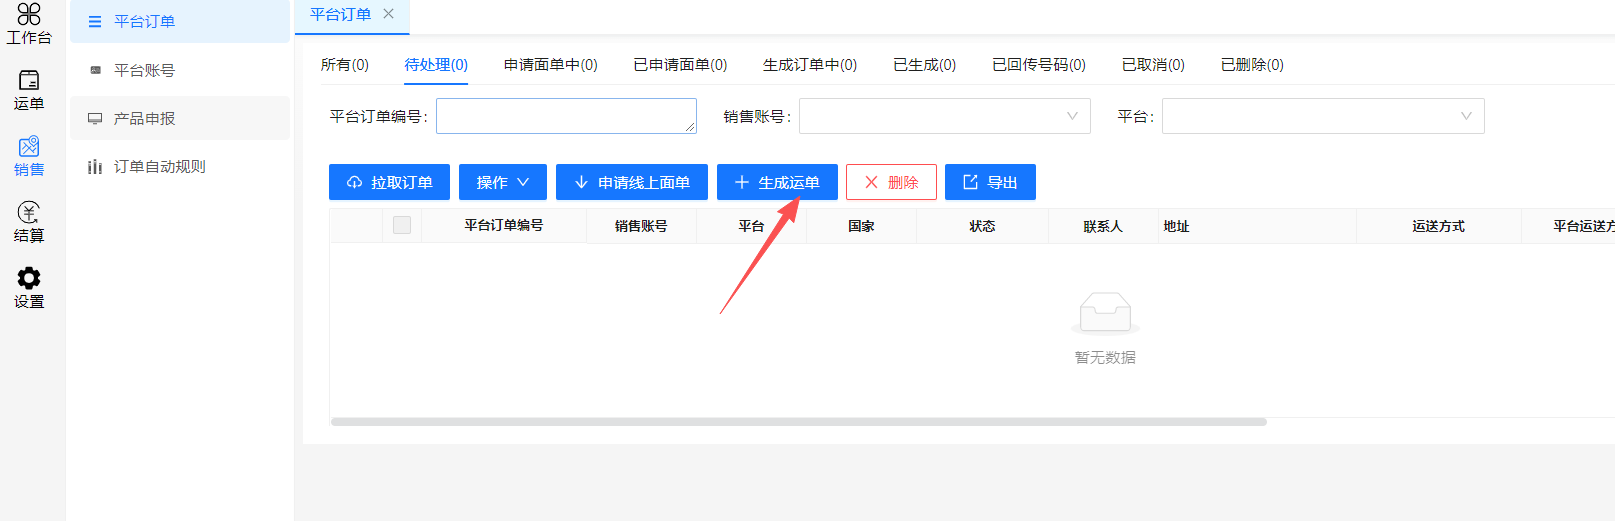 工作台
运单
销售
结算
设置
平台订单
平台账号
产品申报
订单自动规则
平台订单
所有(0) 待处理(0) 申请面单中(0) 已申请面单(0) 生成订单中(0) 已生成(0) 已回传号码(0) 已取消(0) 已删除(0)
平台订单编号: 销售账号: 平台:
拉取订单 操作 申请线上面单 生成运单 删除 导出
平台订单编号 销售账号 平台 国家 状态 联系人 地址 运送方式 平台运送方
暂无数据